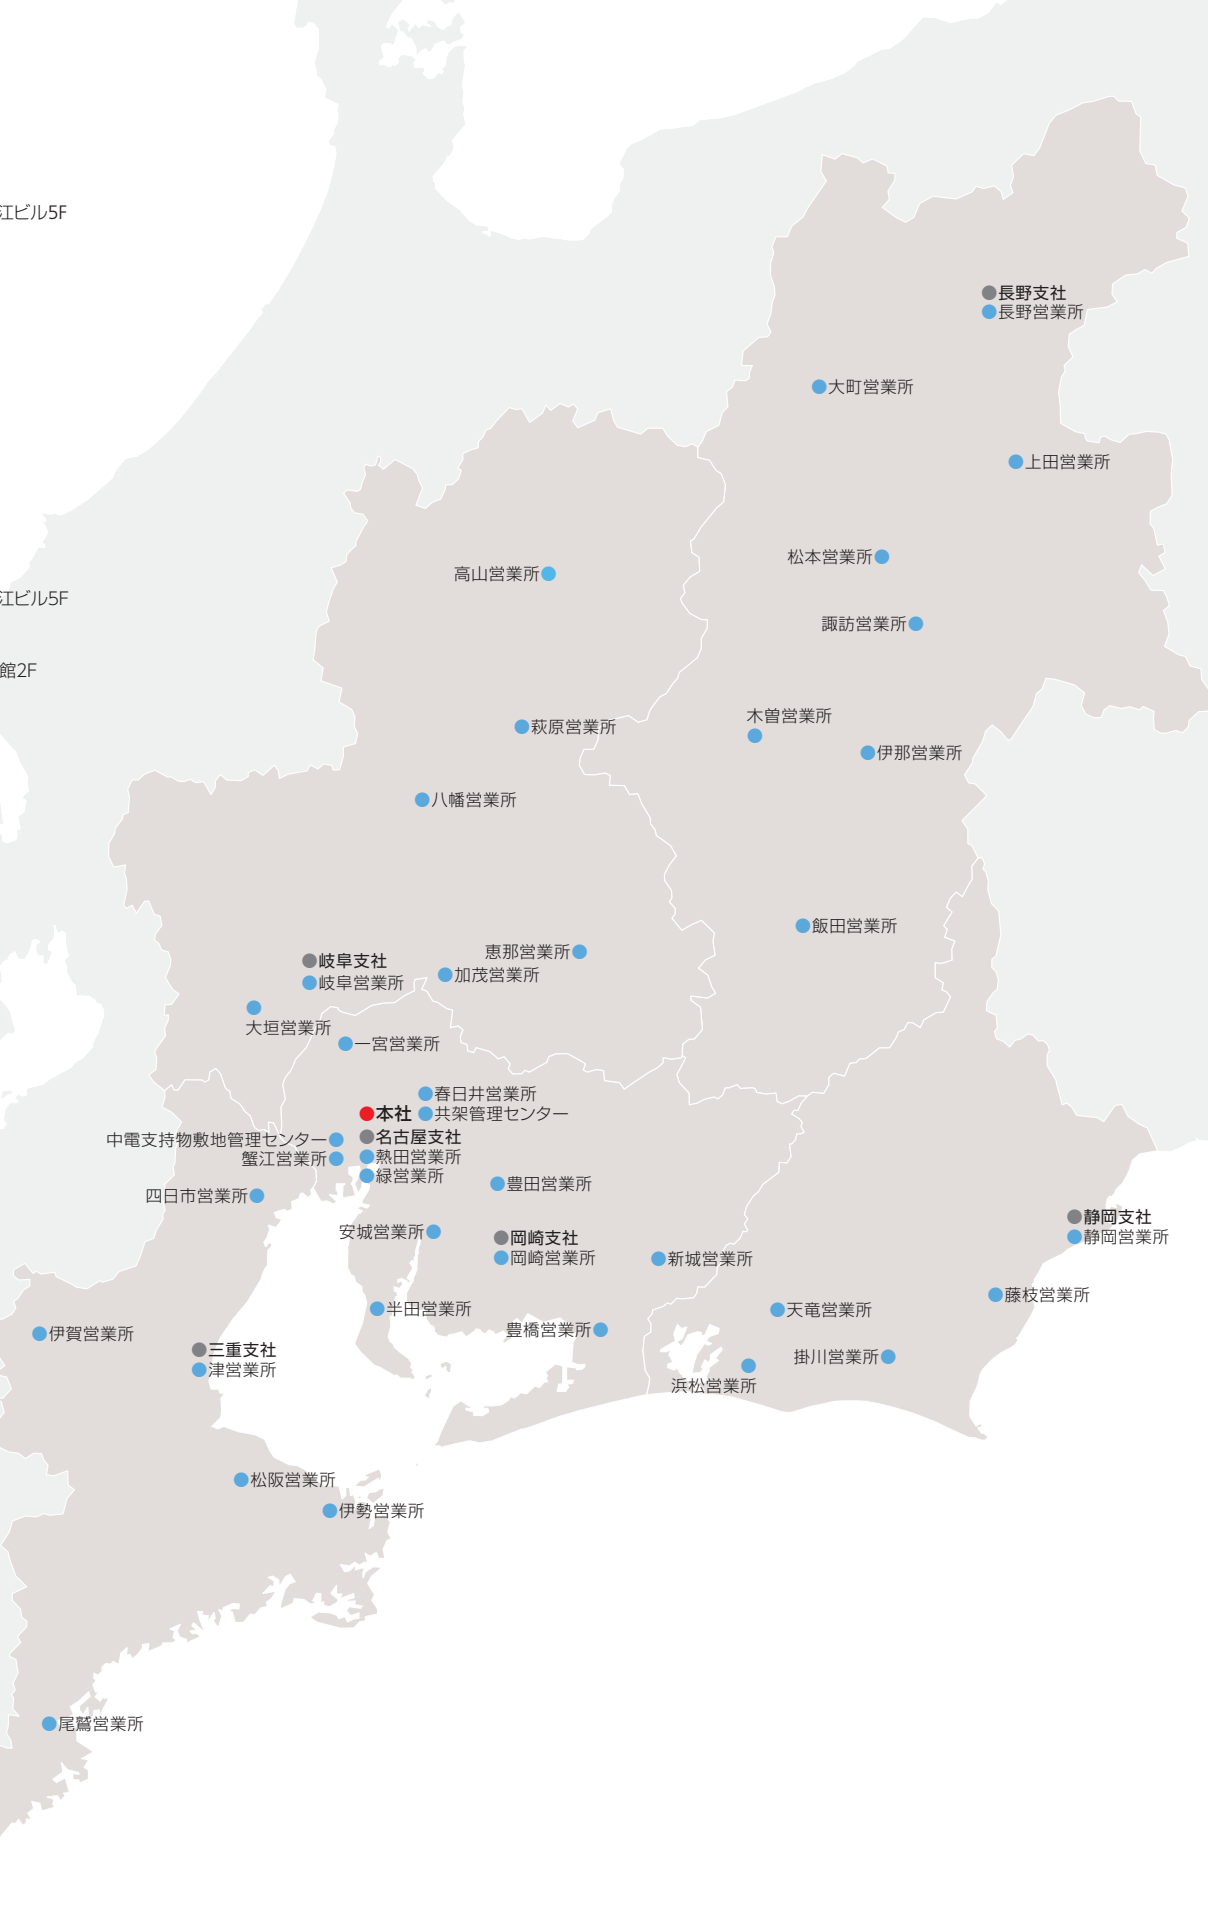 江ビル5F
長野支社
長野営業所
大町営業所
上田営業所
松本営業所
高山営業所
江ビル5F
諏訪営業所
館2F
木曽営業所
萩原営業所
伊那営業所
八幡営業所
飯田営業所
恵那営業所
岐阜支社
加茂営業所
岐阜営業所
大垣営業所
一宮営業所
春日井営業所
本社
共架管理センター
名古屋支社
中電支持物敷地管理センター
熱田営業所
蟹江営業所
緑営業所
豊田営業所
四日市営業所
静岡支社
安城営業所
岡崎支社
静岡営業所
岡崎営業所
新城営業所
藤枝営業所
半田営業所
天竜営業所
豊橋営業所
伊賀営業所
三重支社
掛川営業所
津営業所
浜松営業所
松阪営業所
伊勢営業所
尾鷲営業所